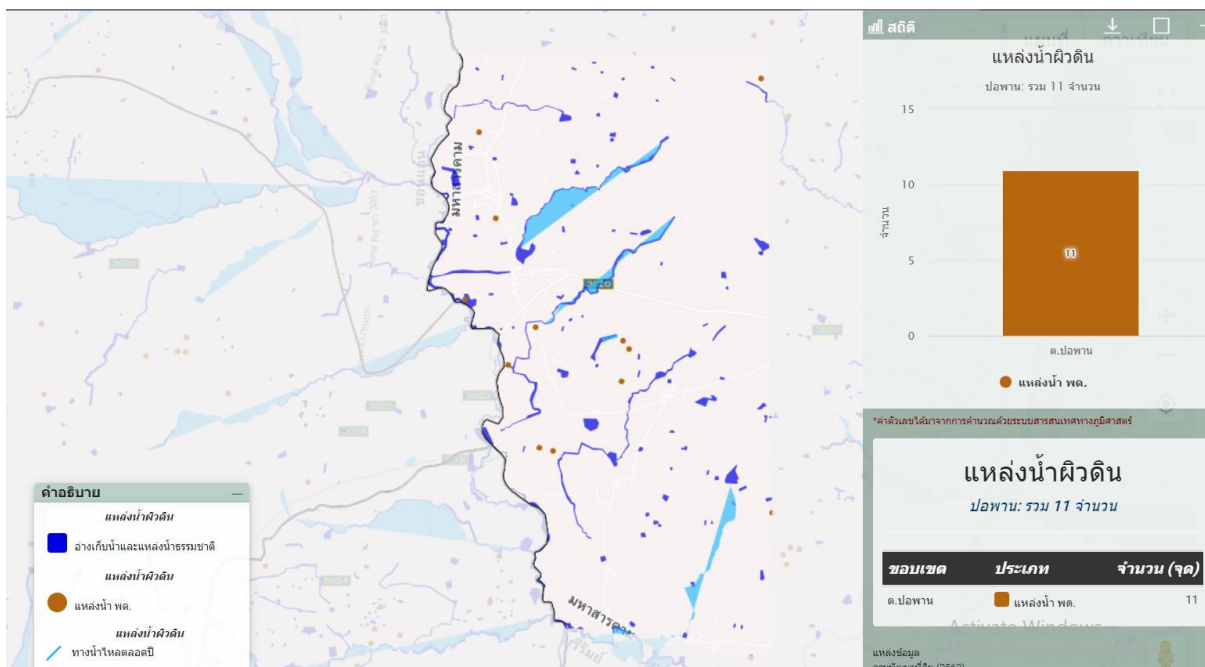 สถิติ
แหล่งน้ำผิวดิน
ปอพาน: รวม 11 จำนวน
15
10
5
0
จำนวน
11
ต.ปอพาน
แหล่งน้ำ พด.
*ค่าตัวเลขได้มาจากการคำนวณด้วยระบบสารสนเทศทางภูมิศาสตร์
แหล่งน้ำผิวดิน
ปอพาน: รวม 11 จำนวน
ขอบเขต ประเภท จำนวน (จุด)
ต.ปอพาน แหล่งน้ำ พด. 11
Activate Windows
แหล่งข้อมูล
ขอนแก่น
มหาสารคาม
3020
มหาสารคาม
บุรีรัมย์
คำอธิบาย
แหล่งน้ำผิวดิน
อ่างเก็บน้ำและแหล่งน้ำธรรมชาติ
แหล่งน้ำผิวดิน
แหล่งน้ำ พด.
แหล่งน้ำผิวดิน
ทางน้ำไหลตลอดปี